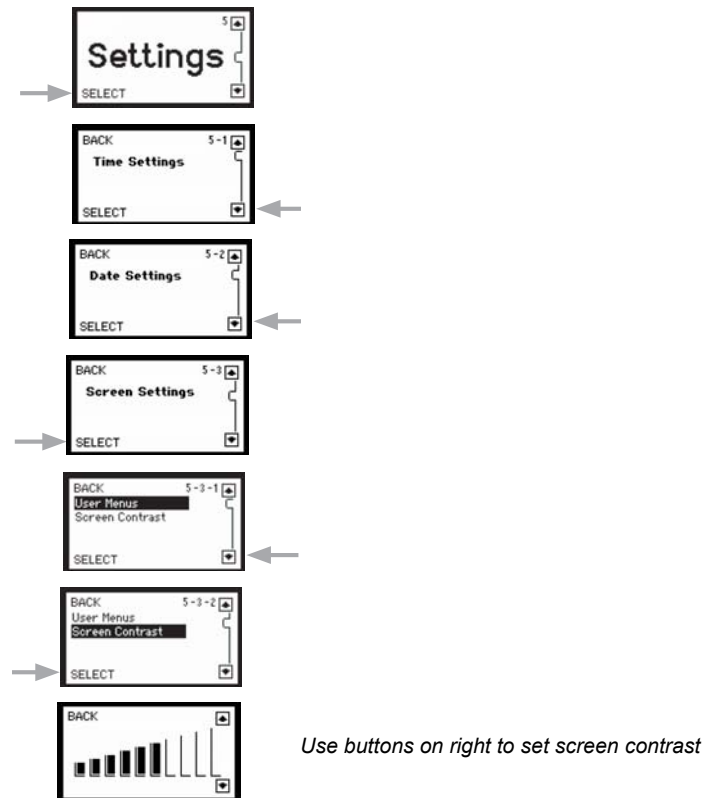 5
Settings
SELECT
BACK 5-1
Time Settings
SELECT
BACK 5-2
Date Settings
SELECT
BACK 5-3
Screen Settings
SELECT
BACK 5-3-1
User Menus
Screen Contrast
SELECT
BACK 5-3-2
User Menus
Screen Contrast
SELECT
BACK
Use buttons on right to set screen contrast